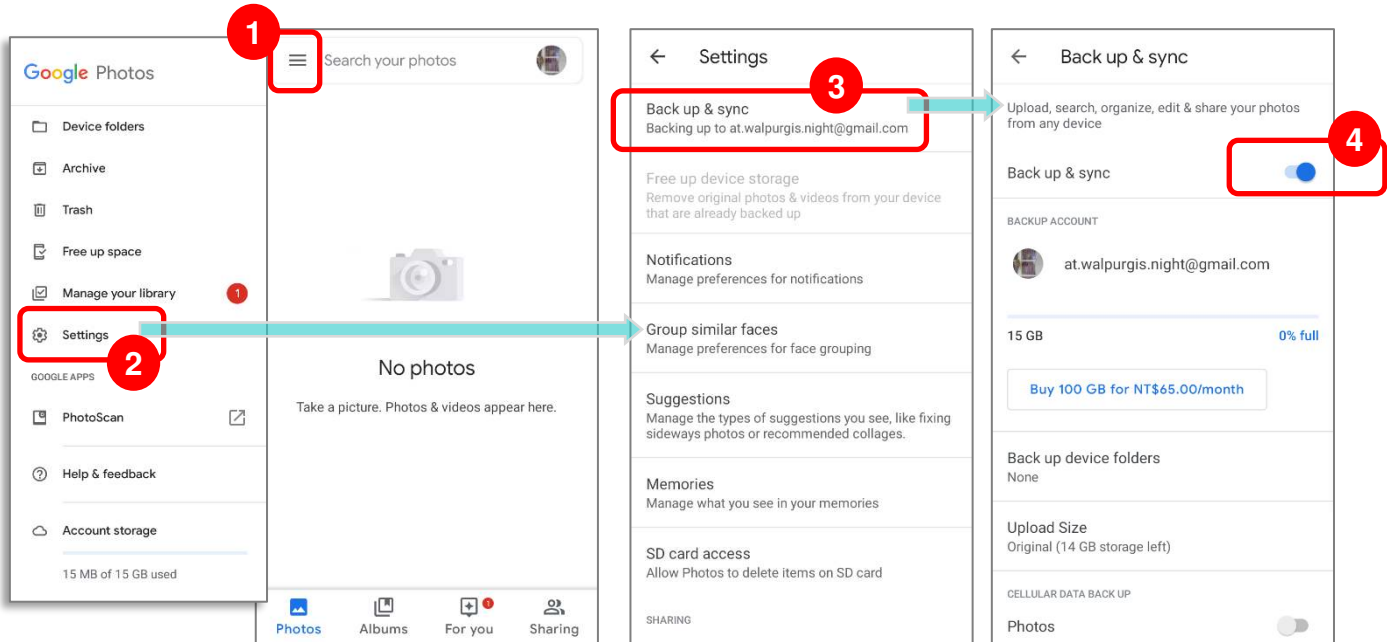 1
Google Photos
Device folders
Archive
Trash
Free up space
Manage your library
1
Settings
2
GOOGLE APPS
PhotoScan
Help & feedback
Account storage
15 MB of 15 GB used
Search your photos
No photos
Take a picture. Photos & videos appear here.
Photos
Albums
For you
1
Sharing
Settings
3
Back up & sync
Backing up to at.walpurgis.night@gmail.com
Free up device storage
Remove original photos & videos from your device
that are already backed up
Notifications
Manage preferences for notifications
Group similar faces
Manage preferences for face grouping
Suggestions
Manage the types of suggestions you see, like fixing
sideways photos or recommended collages.
Memories
Manage what you see in your memories
SD card access
Allow Photos to delete items on SD card
SHARING
Back up & sync
Upload, search, organize, edit & share your photos
from any device
4
Back up & sync
BACKUP ACCOUNT
at.walpurgis.night@gmail.com
15 GB
0% full
Buy 100 GB for NT$65.00/month
Back up device folders
None
Upload Size
Original (14 GB storage left)
CELLULAR DATA BACK UP
Photos